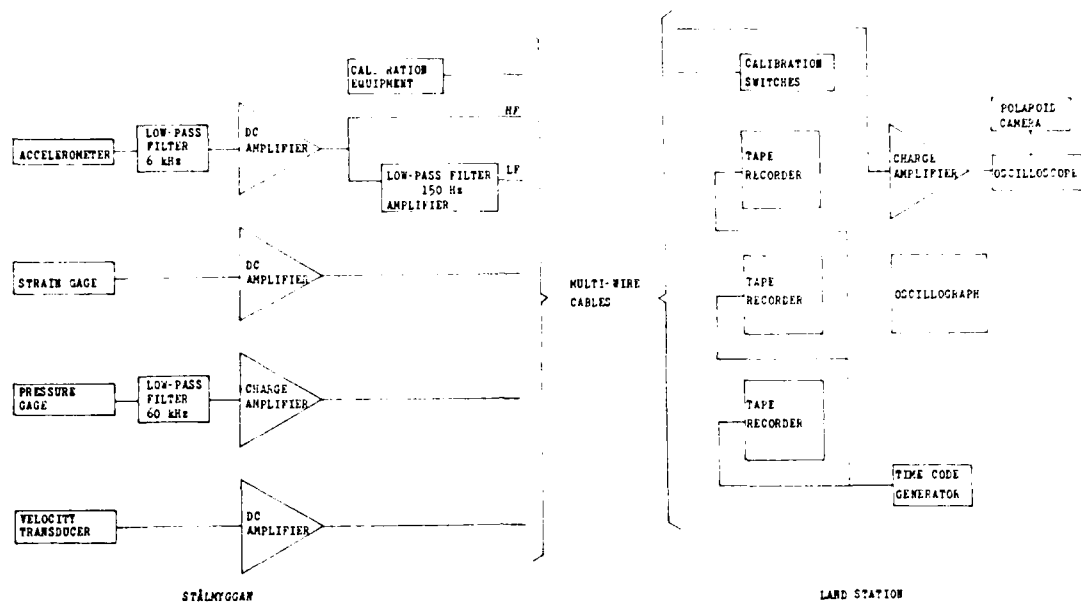 CALIBRATION
EQUIPMENT
HF
ACCELEROMETER
LOW-PASS
FILTER
6 kHz
DC
AMPLIFIER
LOW-PASS FILTER
150 Hz
AMPLIFIER
LF
STRAIN GAGE
DC
AMPLIFIER
PRESSURE
GAGE
LOW-PASS
FILTER
60 kHz
CHARGE
AMPLIFIER
VELOCITY
TRANSDUCER
DC
AMPLIFIER
STÅLMYGGAN
MULTI-WIRE
CABLES
CALIBRATION
SWITCHES
TAPE
RECORDER
CHARGE
AMPLIFIER
POLAROID
CAMERA
OSCILLOSCOPE
TAPE
RECORDER
OSCILLOGRAPH
TAPE
RECORDER
TIME CODE
GENERATOR
LAND STATION